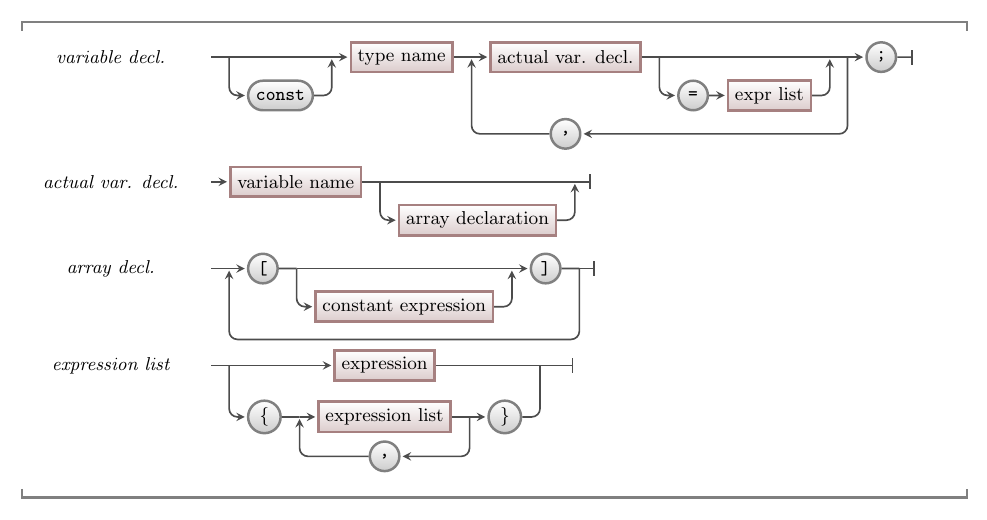 variable decl. type name actual var. decl. ;
const = expr list
,
actual var. decl. variable name
array declaration
array decl. [ ]
constant expression
expression list expression
{ expression list }
,